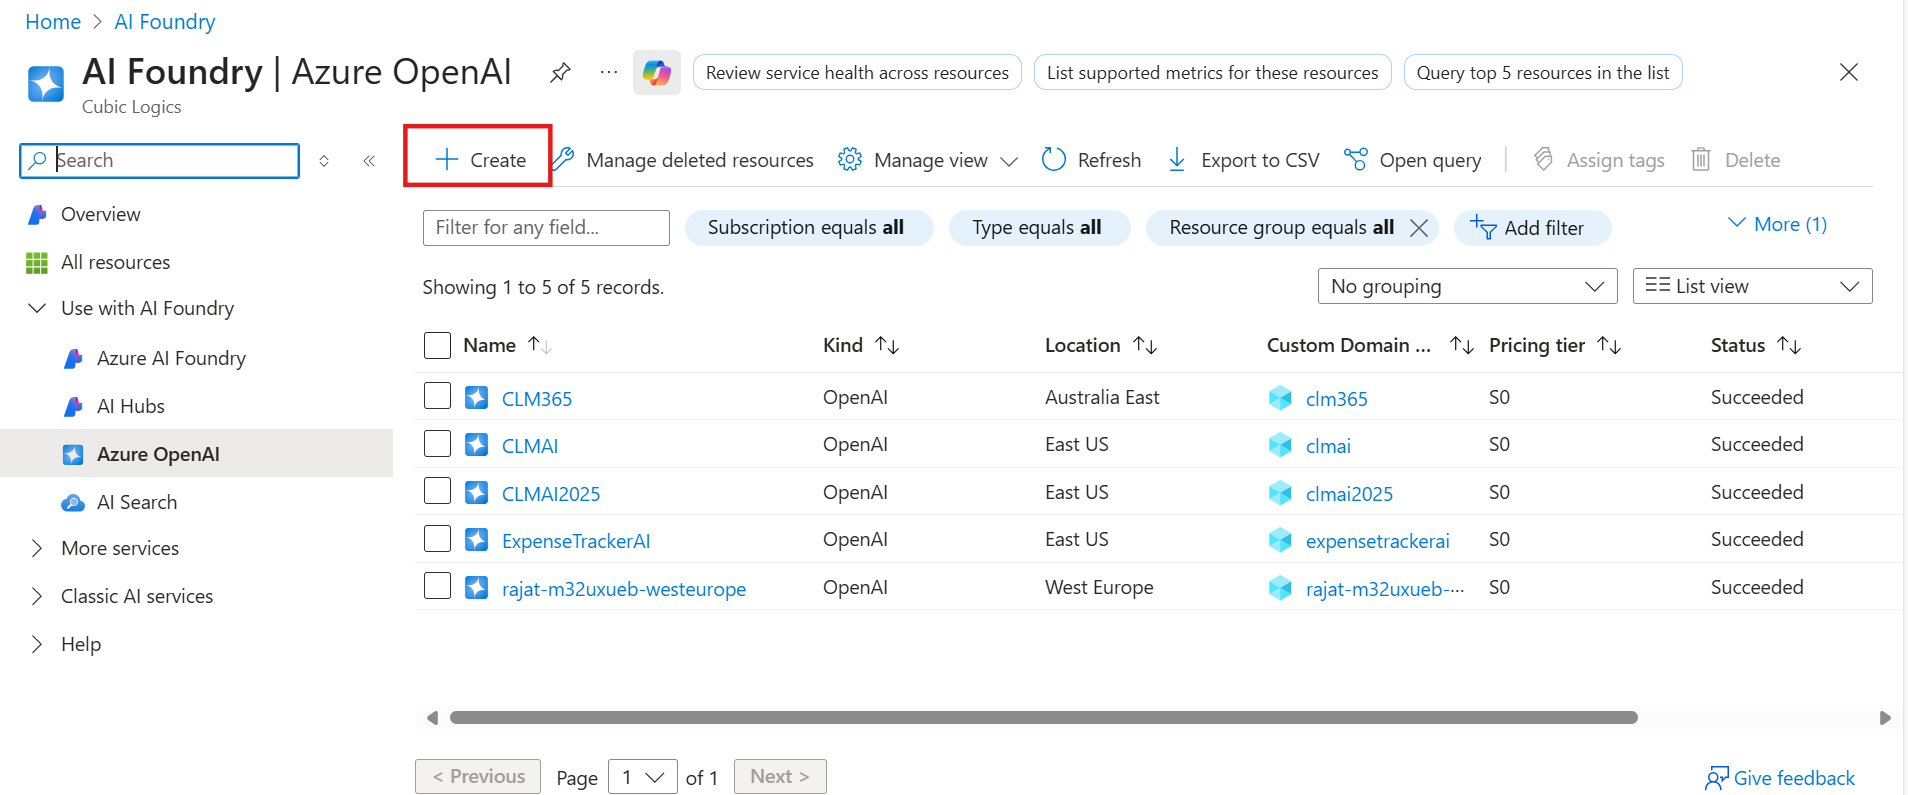 Home > AI Foundry
AI Foundry | Azure OpenAI
Cubic Logics
Review service health across resources
List supported metrics for these resources
Query top 5 resources in the list
Search
Create
Manage deleted resources
Manage view
Refresh
Export to CSV
Open query
Assign tags
Delete
Overview
All resources
Use with AI Foundry
Azure AI Foundry
AI Hubs
Azure OpenAI
AI Search
More services
Classic AI services
Help
Filter for any field...
Subscription equals all
Type equals all
Resource group equals all
Add filter
More (1)
Showing 1 to 5 of 5 records.
No grouping
List view
Name Kind Location Custom Domain ... Pricing tier Status
CLM365 OpenAI Australia East clm365 S0 Succeeded
CLMAI OpenAI East US clmai S0 Succeeded
CLMAI2025 OpenAI East US clmai2025 S0 Succeeded
ExpenseTrackerAI OpenAI East US expensetrackerai S0 Succeeded
rajat-m32uxueb-westeurope OpenAI West Europe rajat-m32uxueb-... S0 Succeeded
< Previous Page 1 of 1 Next >
Give feedback